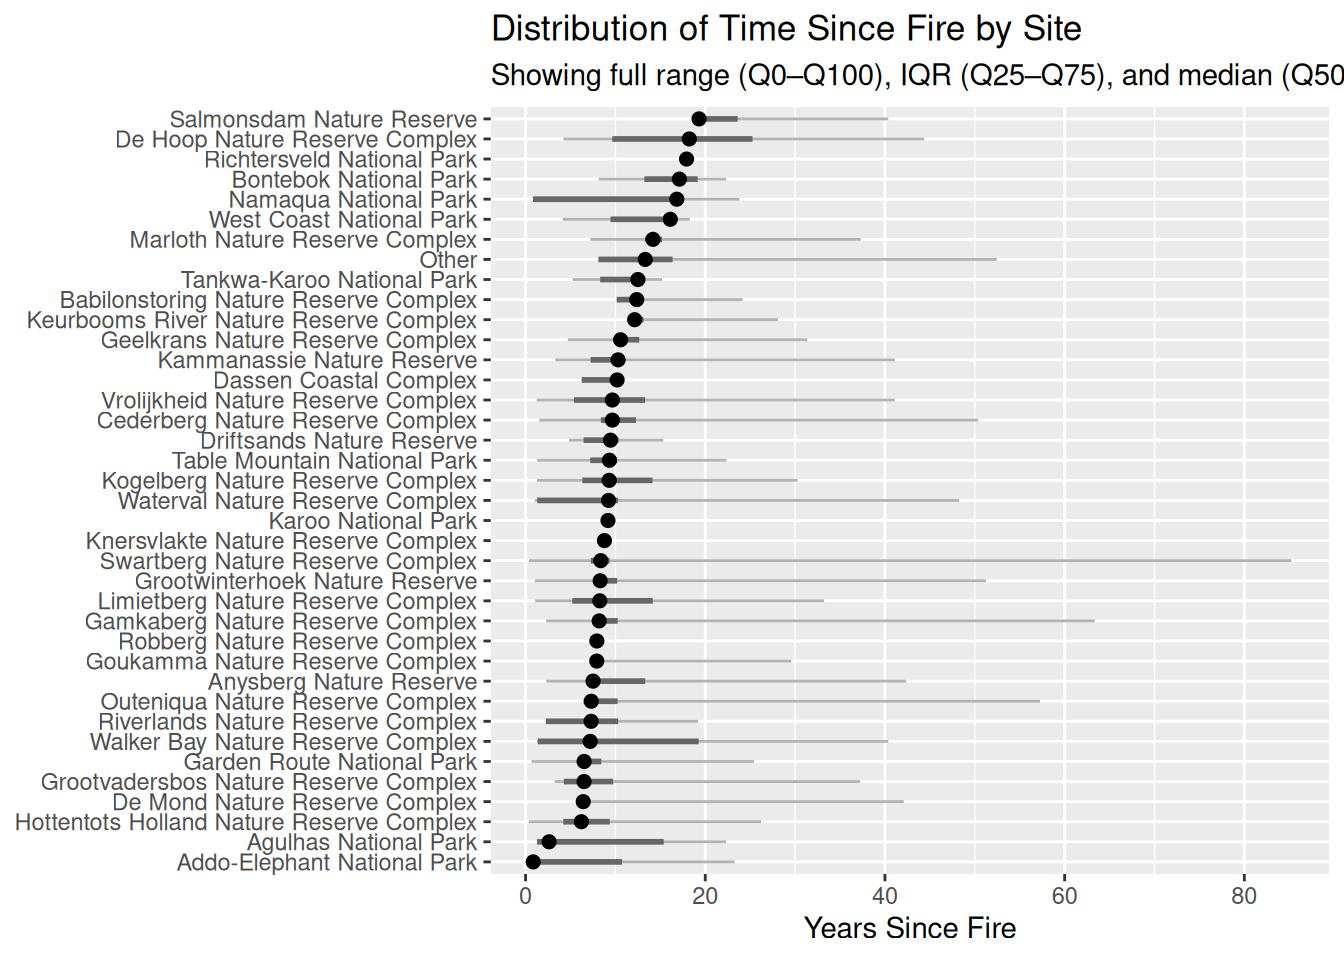 Distribution of Time Since Fire by Site
Showing full range (Q0–Q100), IQR (Q25–Q75), and median (Q50
Salmonsdam Nature Reserve
De Hoop Nature Reserve Complex
Richtersveld National Park
Bontebok National Park
Namaqua National Park
West Coast National Park
Marloth Nature Reserve Complex
Other
Tankwa-Karoo National Park
Babilonstoring Nature Reserve Complex
Keurbooms River Nature Reserve Complex
Geelkrans Nature Reserve Complex
Kammanassie Nature Reserve
Dassen Coastal Complex
Vrolijkheid Nature Reserve Complex
Cederberg Nature Reserve Complex
Driftsands Nature Reserve
Table Mountain National Park
Kogelberg Nature Reserve Complex
Waterval Nature Reserve Complex
Karoo National Park
Knersvlakte Nature Reserve Complex
Swartberg Nature Reserve Complex
Grootwinterhoek Nature Reserve
Limietberg Nature Reserve Complex
Gamkaberg Nature Reserve Complex
Robberg Nature Reserve Complex
Goukamma Nature Reserve Complex
Anysberg Nature Reserve
Outeniqua Nature Reserve Complex
Riverlands Nature Reserve Complex
Walker Bay Nature Reserve Complex
Garden Route National Park
Grootvadersbos Nature Reserve Complex
De Mond Nature Reserve Complex
Hottentots Holland Nature Reserve Complex
Agulhas National Park
Addo-Elephant National Park
0 20 40 60 80
Years Since Fire